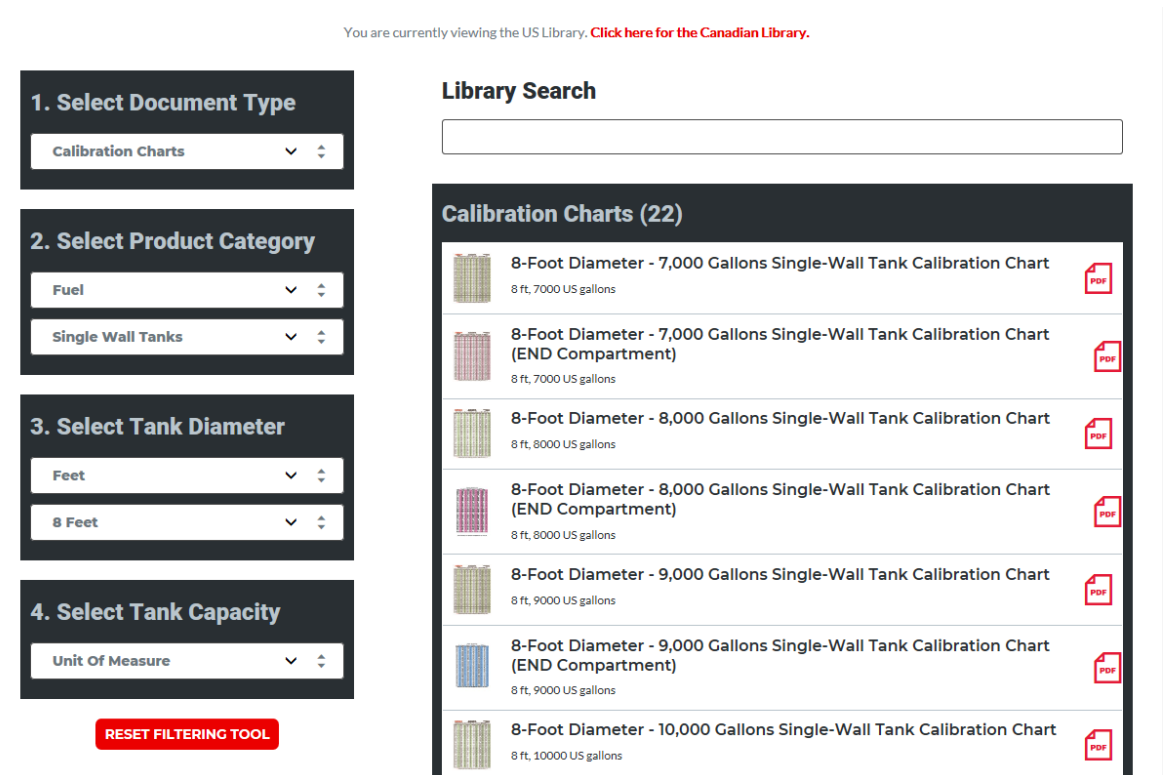 You are currently viewing the US Library. Click here for the Canadian Library.
1. Select Document Type
Calibration Charts
2. Select Product Category
Fuel
Single Wall Tanks
3. Select Tank Diameter
Feet
8 Feet
4. Select Tank Capacity
Unit Of Measure
RESET FILTERING TOOL
Library Search
Calibration Charts (22)
8-Foot Diameter - 7,000 Gallons Single-Wall Tank Calibration Chart
8 ft, 7000 US gallons
PDF
8-Foot Diameter - 7,000 Gallons Single-Wall Tank Calibration Chart
(END Compartment)
8 ft, 7000 US gallons
PDF
8-Foot Diameter - 8,000 Gallons Single-Wall Tank Calibration Chart
8 ft, 8000 US gallons
PDF
8-Foot Diameter - 8,000 Gallons Single-Wall Tank Calibration Chart
(END Compartment)
8 ft, 8000 US gallons
PDF
8-Foot Diameter - 9,000 Gallons Single-Wall Tank Calibration Chart
8 ft, 9000 US gallons
PDF
8-Foot Diameter - 9,000 Gallons Single-Wall Tank Calibration Chart
(END Compartment)
8 ft, 9000 US gallons
PDF
8-Foot Diameter - 10,000 Gallons Single-Wall Tank Calibration Chart
8 ft, 10000 US gallons
PDF